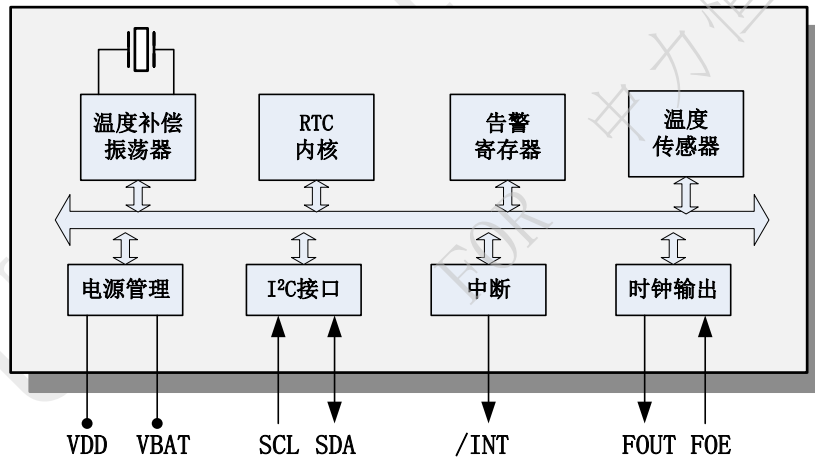 温度补偿
振荡器
RTC
内核
告警
寄存器
温度
传感器
电源管理
I²C接口
中断
时钟输出
VDD VBAT SCL SDA /INT FOUT FOE
FOR